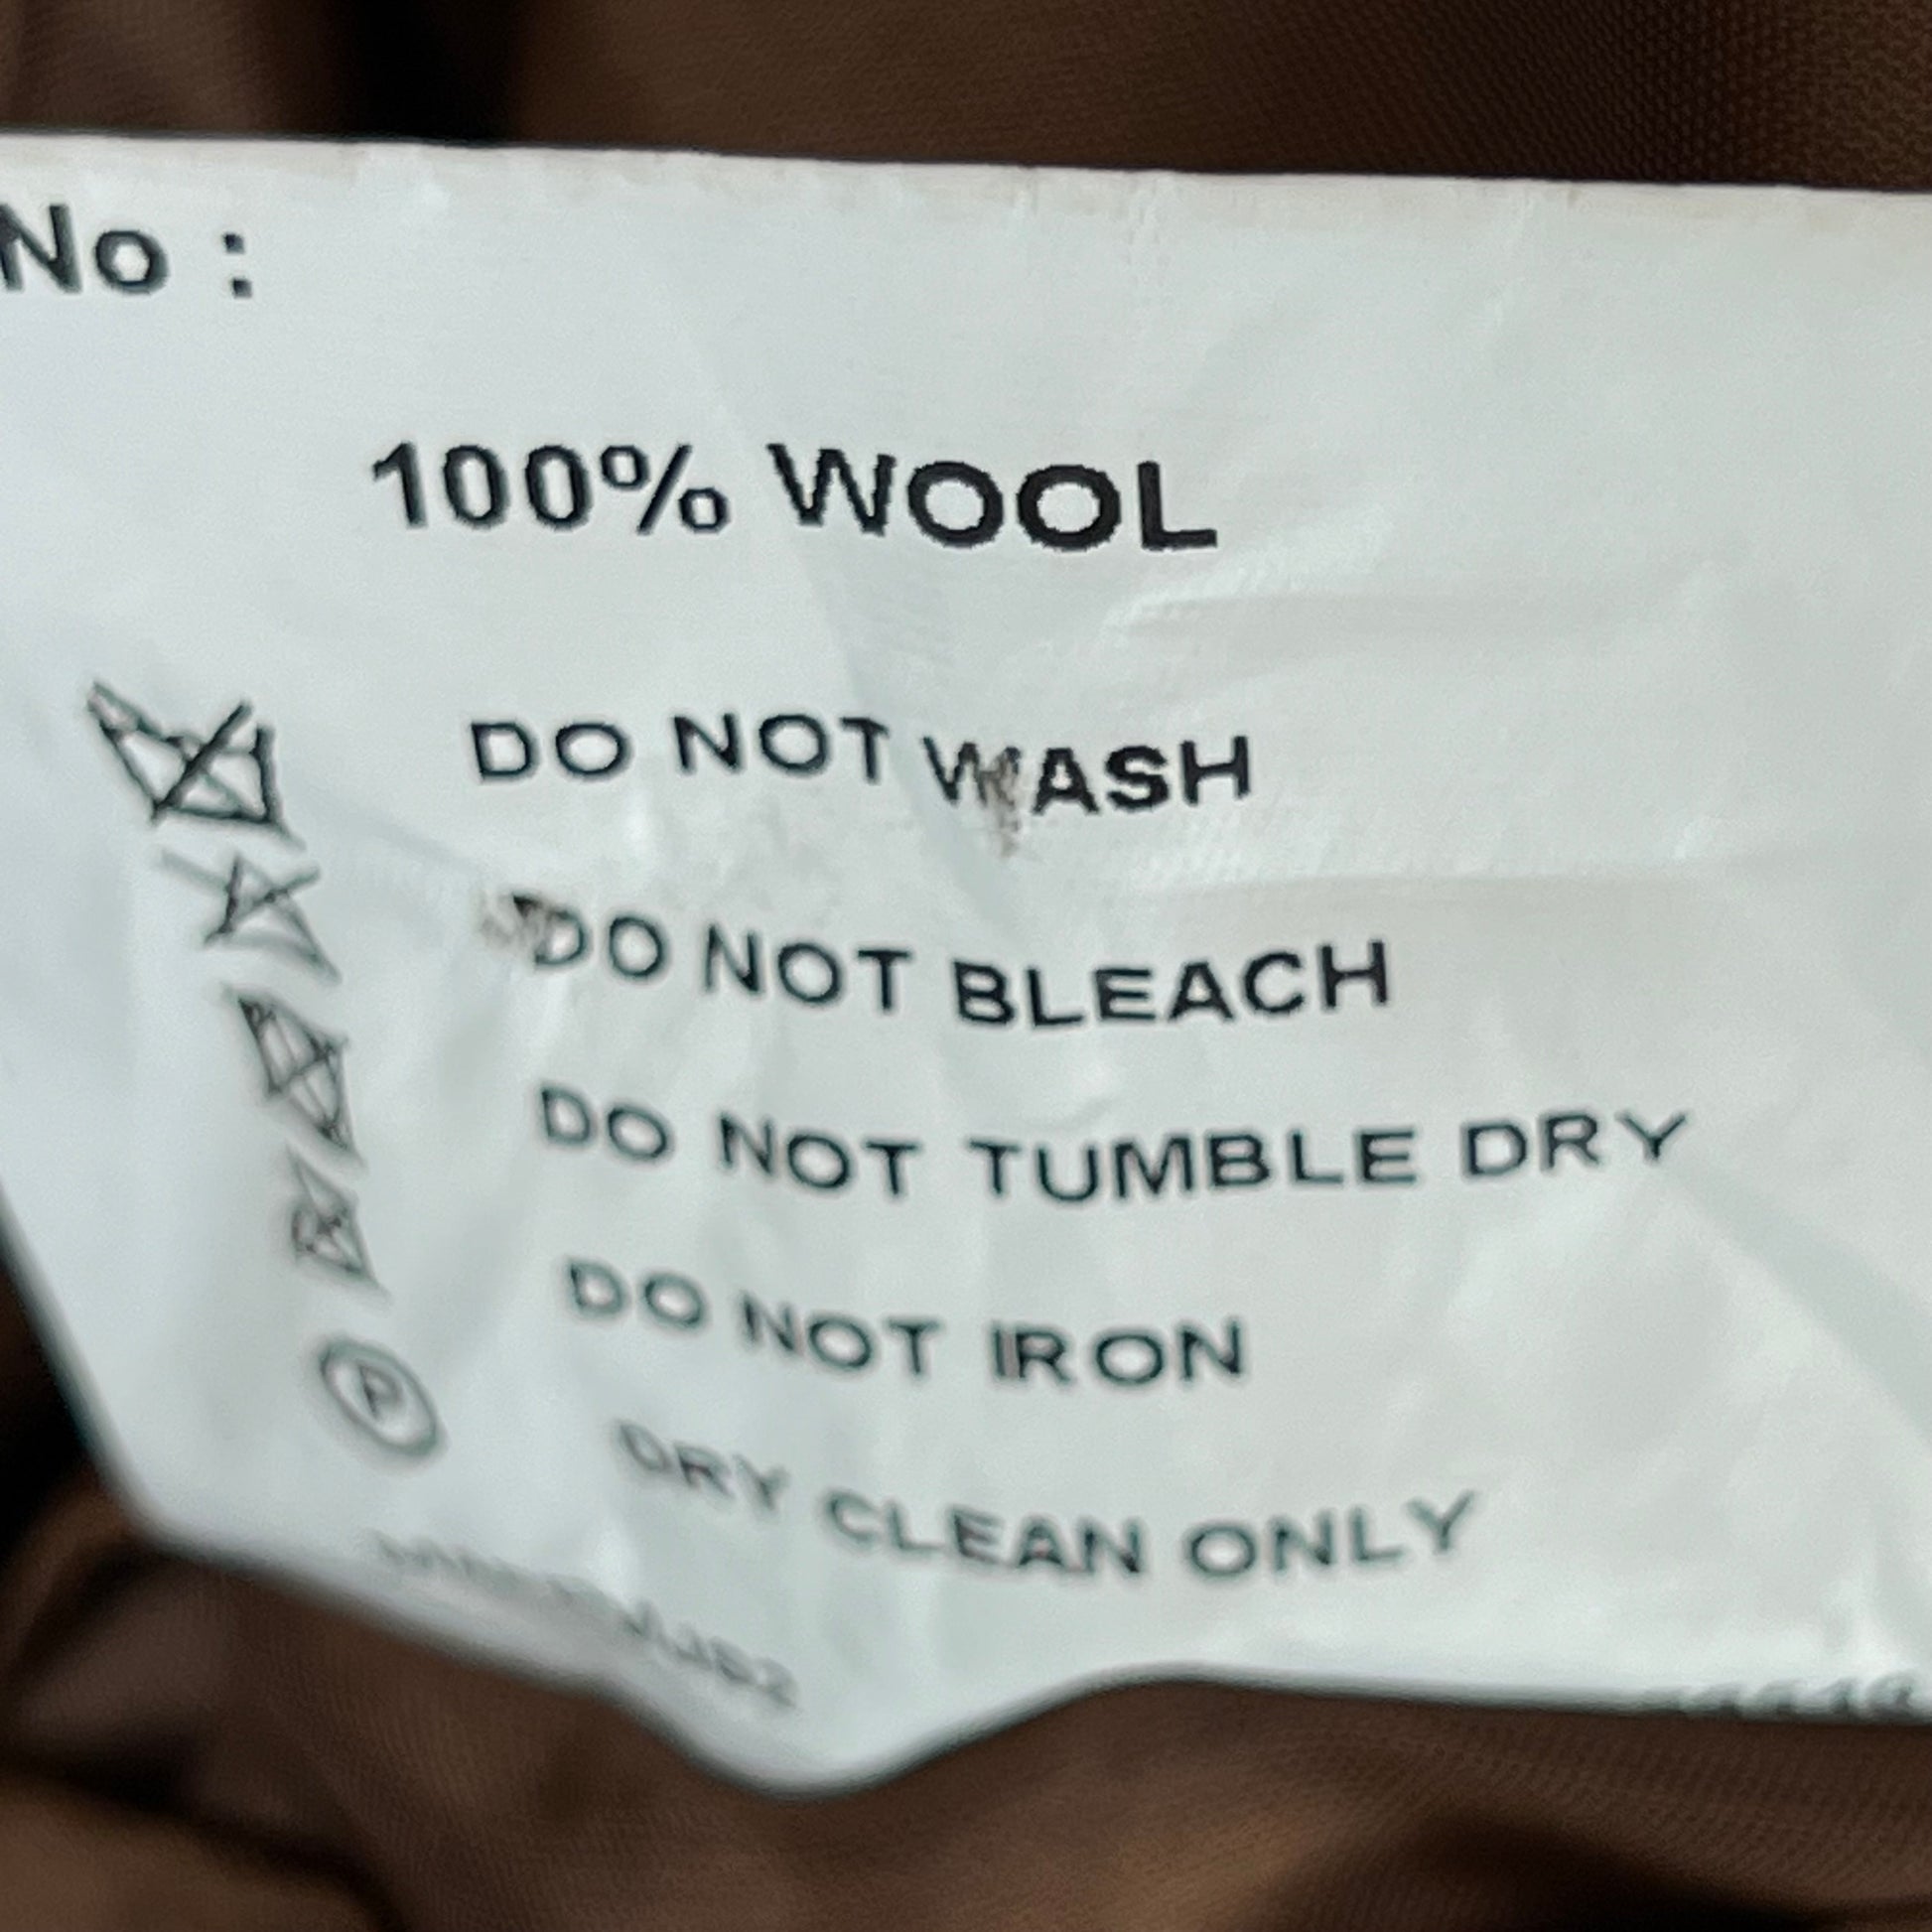 No :
100% WOOL
DO NOT WASH
DO NOT BLEACH
DO NOT TUMBLE DRY
DO NOT IRON
P
DRY CLEAN ONLY